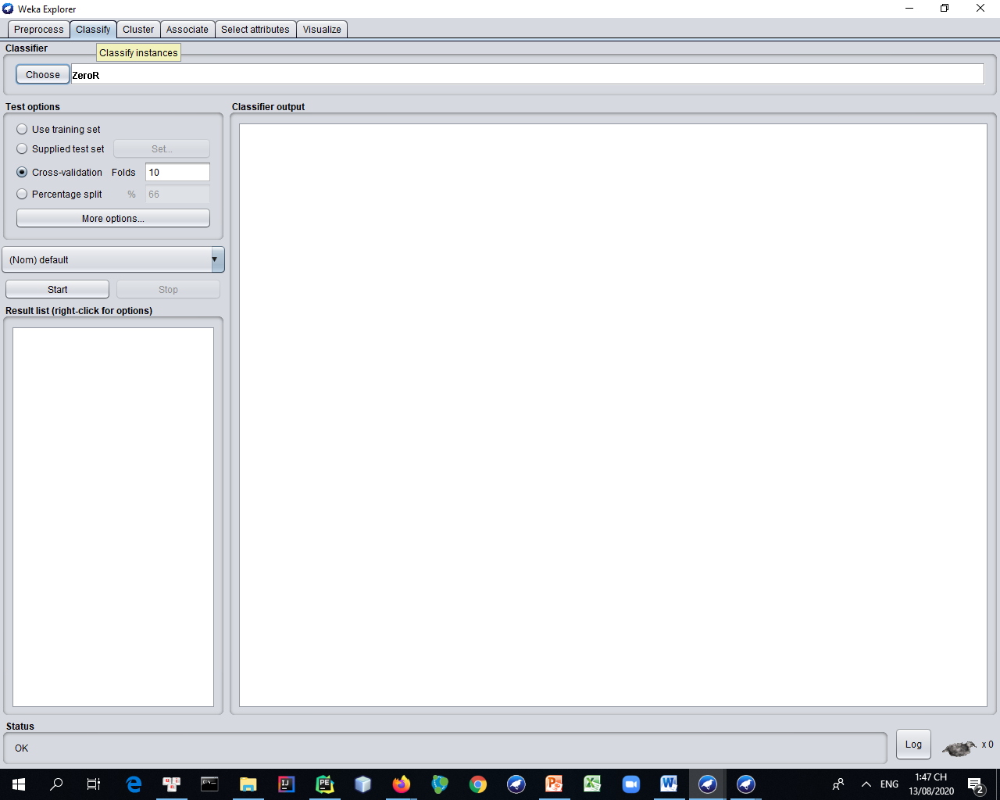 Weka Explorer
Preprocess Classify Cluster Associate Select attributes Visualize
Classifier
Classify instances
Choose ZeroR
Test options
Use training set
Supplied test set Set...
Cross-validation Folds 10
Percentage split % 66
More options...
(Nom) default
Start Stop
Result list (right-click for options)
Classifier output
Status
OK
Log x 0
ENG 1:47 CH
13/08/2020 2